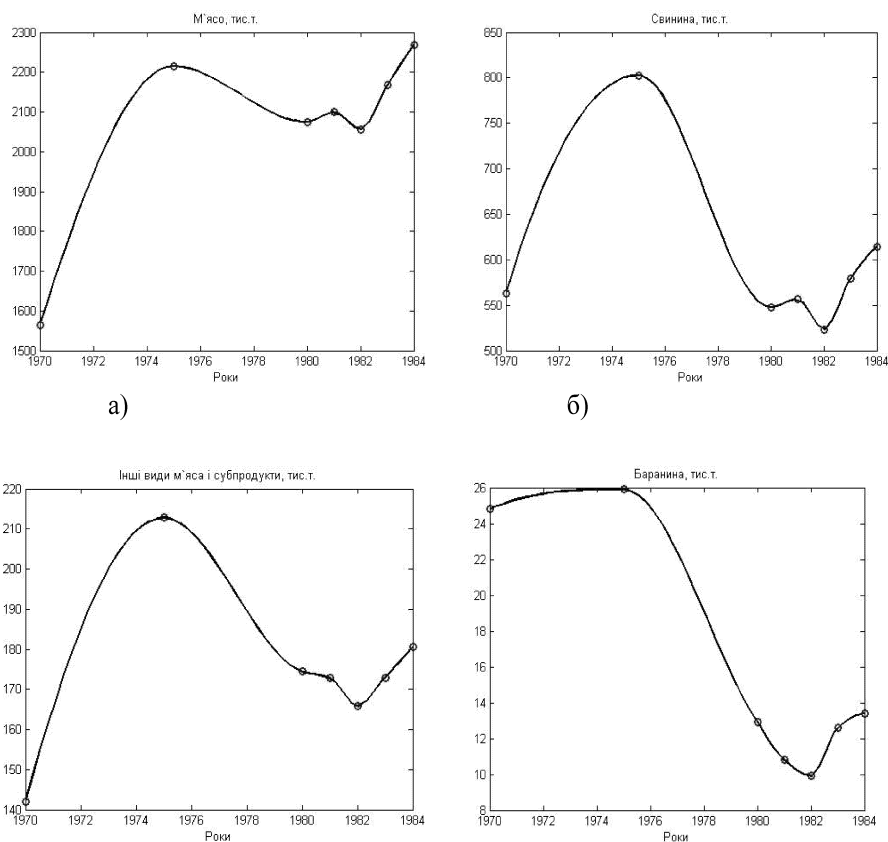 М`ясо, тис.т.
2300
2200
2100
2000
1900
1800
1700
1600
1500
1970 1972 1974 1976 1978 1980 1982 1984
Роки
а)
Свинина, тис.т.
850
800
750
700
650
600
550
500
1970 1972 1974 1976 1978 1980 1982 1984
Роки
б)
Інші види м`яса і субпродукти, тис.т.
220
210
200
190
180
170
160
150
140
1970 1972 1974 1976 1978 1980 1982 1984
Роки
Баранина, тис.т.
26
24
22
20
18
16
14
12
10
8
1970 1972 1974 1976 1978 1980 1982 1984
Роки